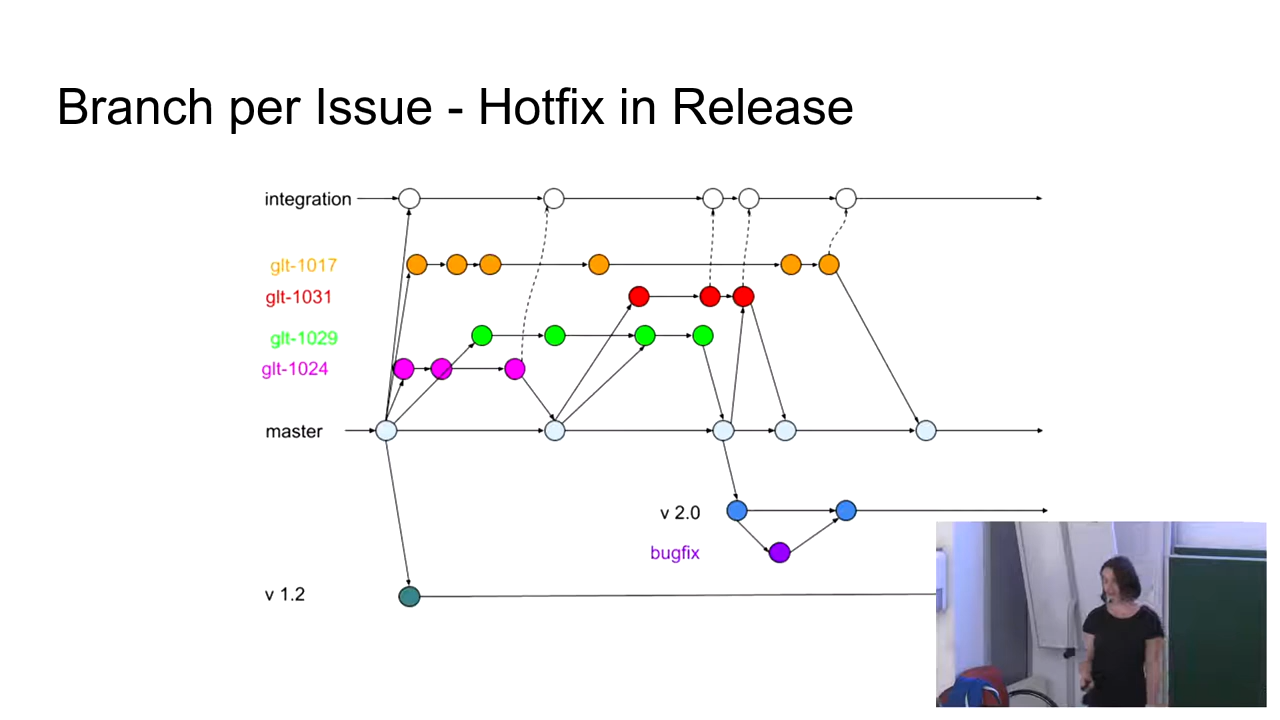 Branch per Issue - Hotfix in Release
integration
glt-1017
glt-1031
glt-1029
glt-1024
master
v 2.0
bugfix
v 1.2